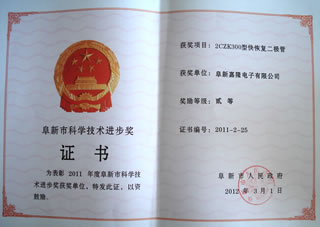 阜新市科学技术进步奖
证书
为表彰 2011 年度阜新市科学技
术进步奖获奖单位，特发此证，以资
鼓励。
获奖项目：2CZK300型快恢复二极管
获奖单位：阜新嘉隆电子有限公司
奖励等级：贰 等
证书编号：2011-2-25
阜新市人民政府
2012 年 3 月 1 日